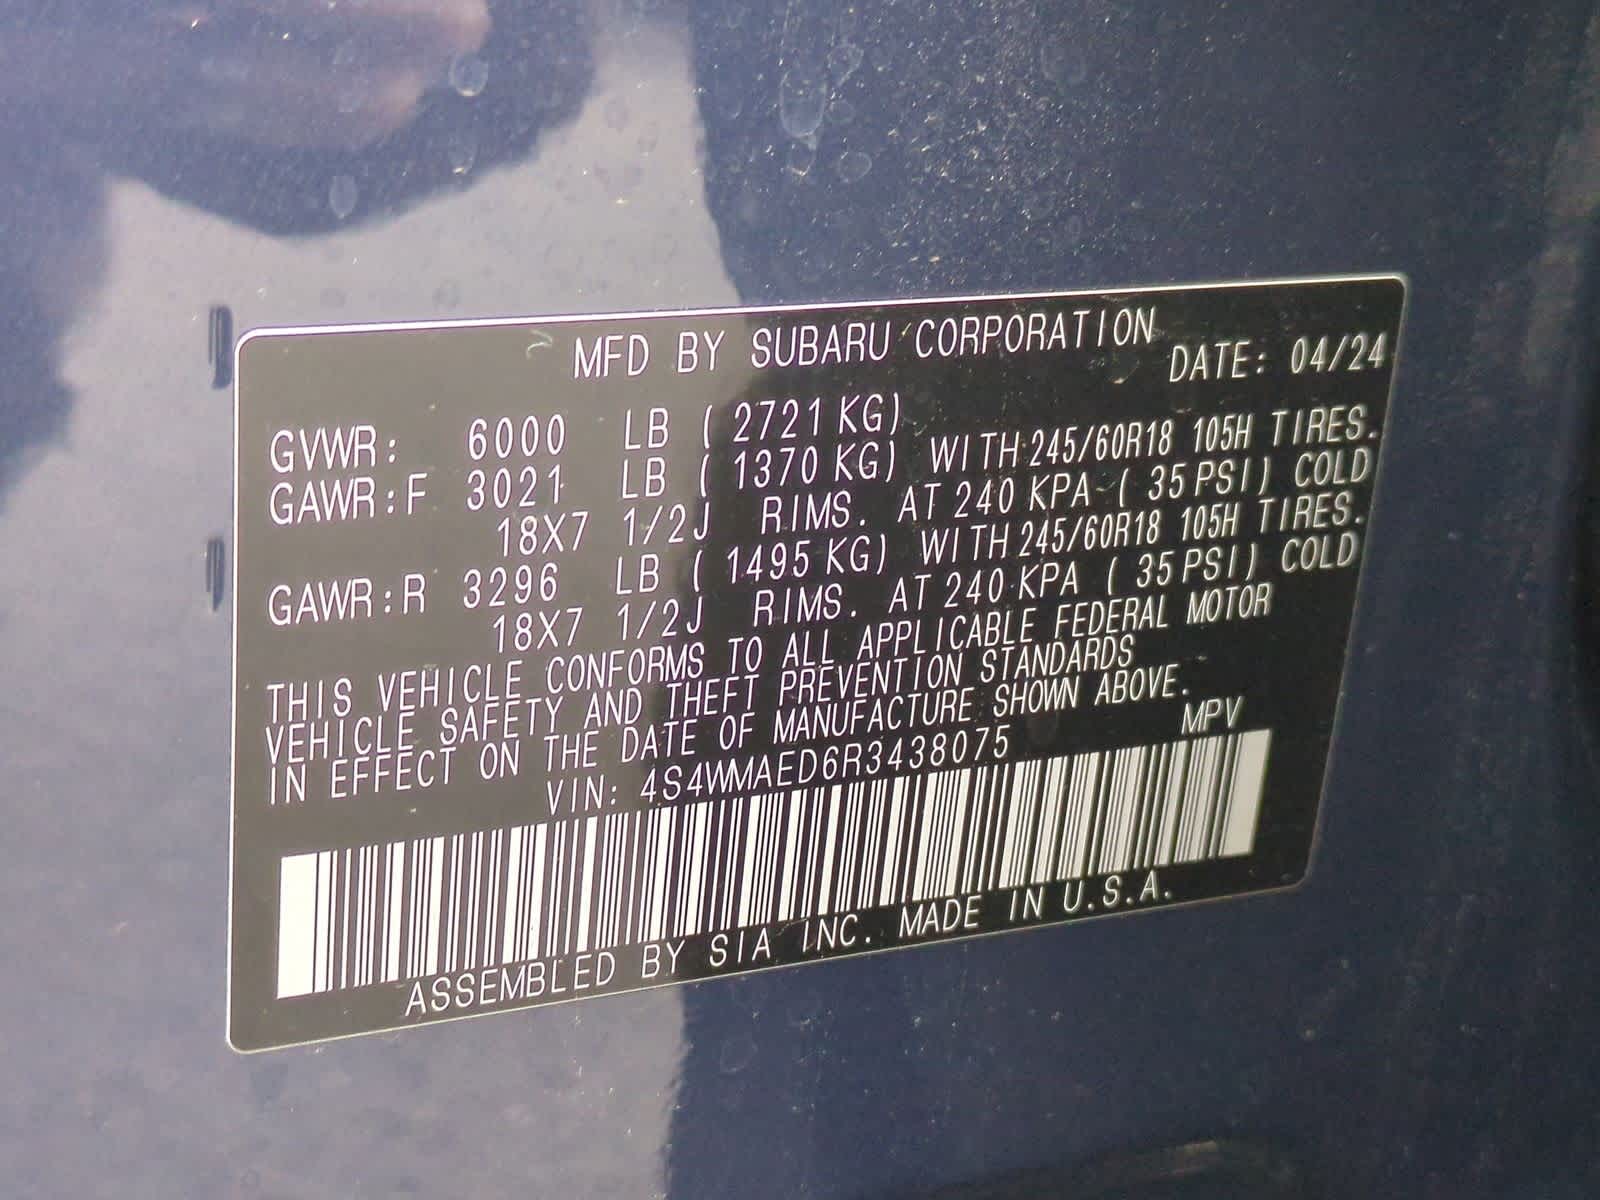 MFD BY SUBARU CORPORATION DATE: 04/24
GVWR: 6000 LB ( 2721 KG)
GAWR:F 3021 LB ( 1370 KG) WITH 245/60R18 105H TIRES.
18X7 1/2J RIMS. AT 240 KPA ( 35 PSI) COLD
GAWR:R 3296 LB ( 1495 KG) WITH 245/60R18 105H TIRES.
18X7 1/2J RIMS. AT 240 KPA ( 35 PSI) COLD
THIS VEHICLE CONFORMS TO ALL APPLICABLE FEDERAL MOTOR
VEHICLE SAFETY AND THEFT PREVENTION STANDARDS
IN EFFECT ON THE DATE OF MANUFACTURE SHOWN ABOVE.
VIN: 4S4WMAED6R3438075 MPV
ASSEMBLED BY SIA INC. MADE IN U.S.A.